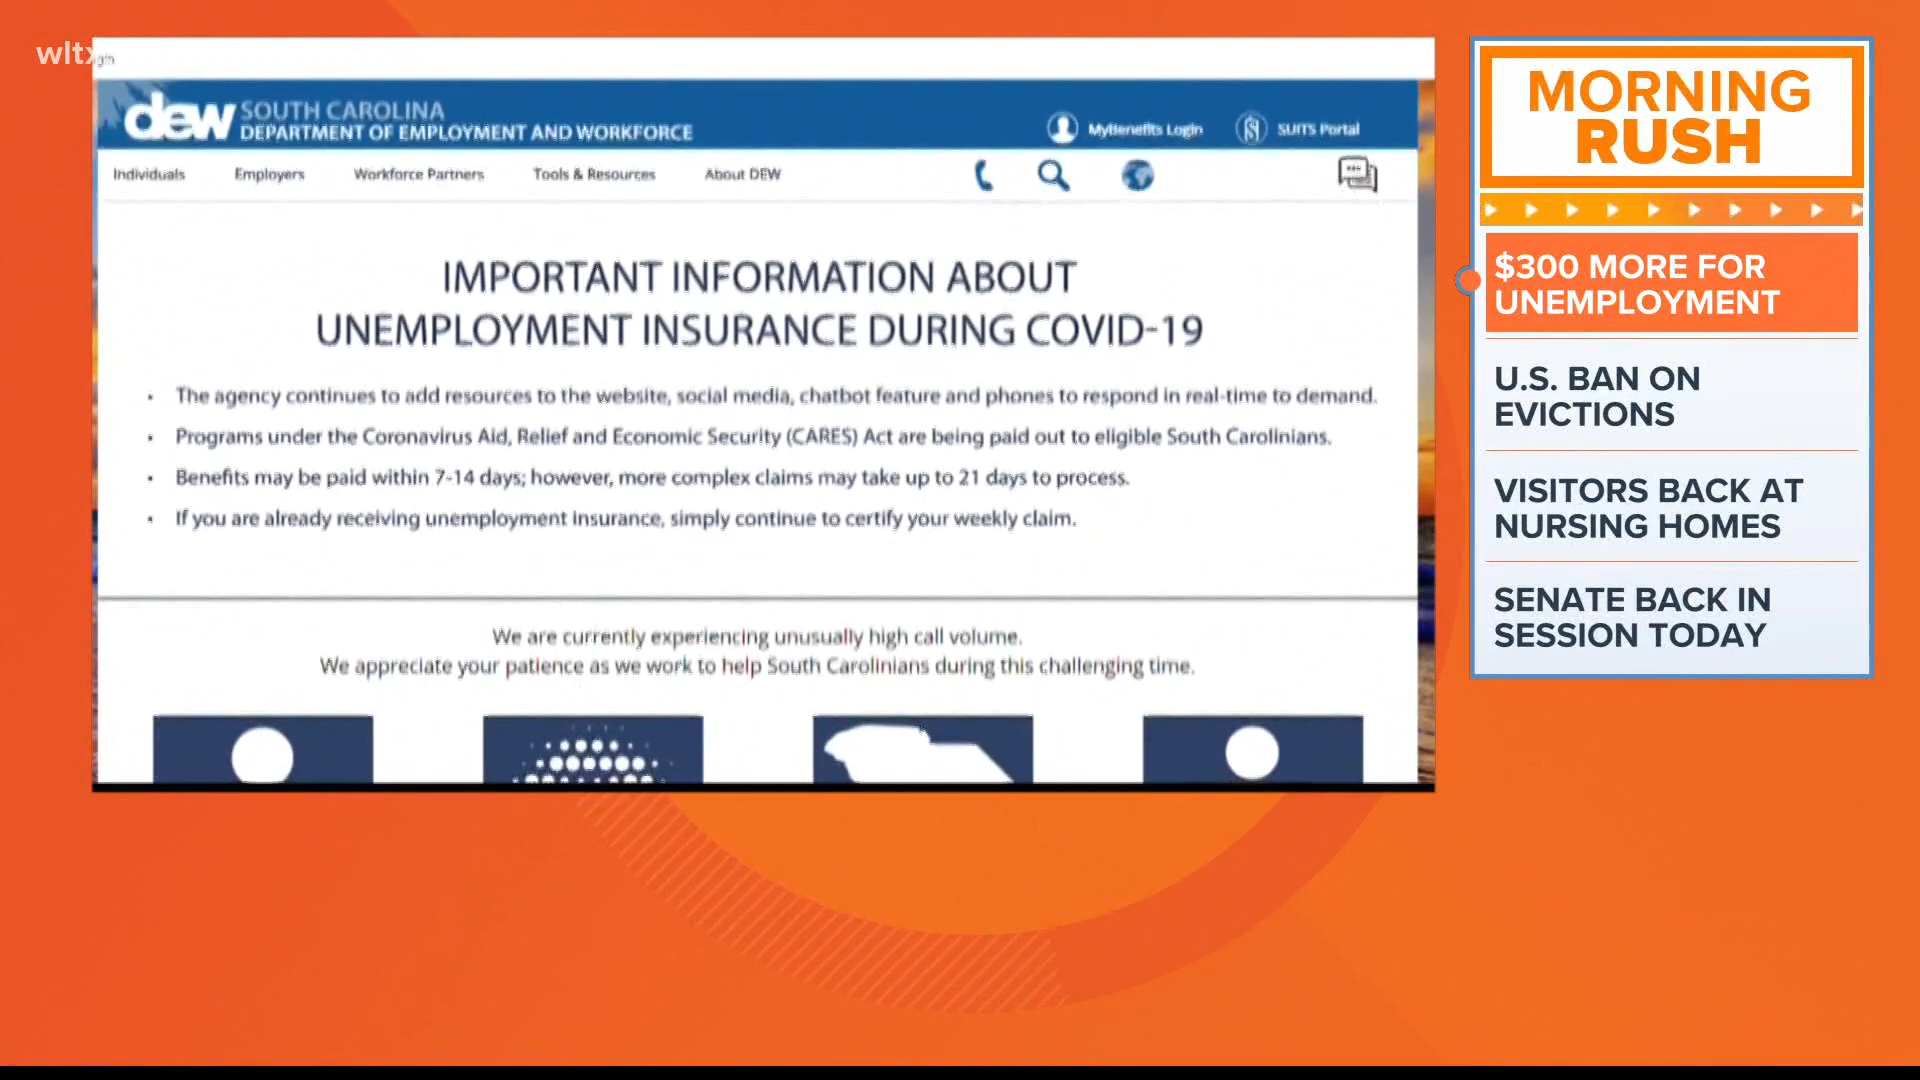 wltx
dew SOUTH CAROLINA
DEPARTMENT OF EMPLOYMENT AND WORKFORCE
MyBenefits Login
SUITS Portal
Individuals
Employers
Workforce Partners
Tools & Resources
About DEW
IMPORTANT INFORMATION ABOUT
UNEMPLOYMENT INSURANCE DURING COVID-19
• The agency continues to add resources to the website, social media, chatbot feature and phones to respond in real-time to demand.
• Programs under the Coronavirus Aid, Relief and Economic Security (CARES) Act are being paid out to eligible South Carolinians.
• Benefits may be paid within 7-14 days; however, more complex claims may take up to 21 days to process.
• If you are already receiving unemployment insurance, simply continue to certify your weekly claim.
We are currently experiencing unusually high call volume.
We appreciate your patience as we work to help South Carolinians during this challenging time.
MORNING
RUSH
$300 MORE FOR
UNEMPLOYMENT
U.S. BAN ON
EVICTIONS
VISITORS BACK AT
NURSING HOMES
SENATE BACK IN
SESSION TODAY